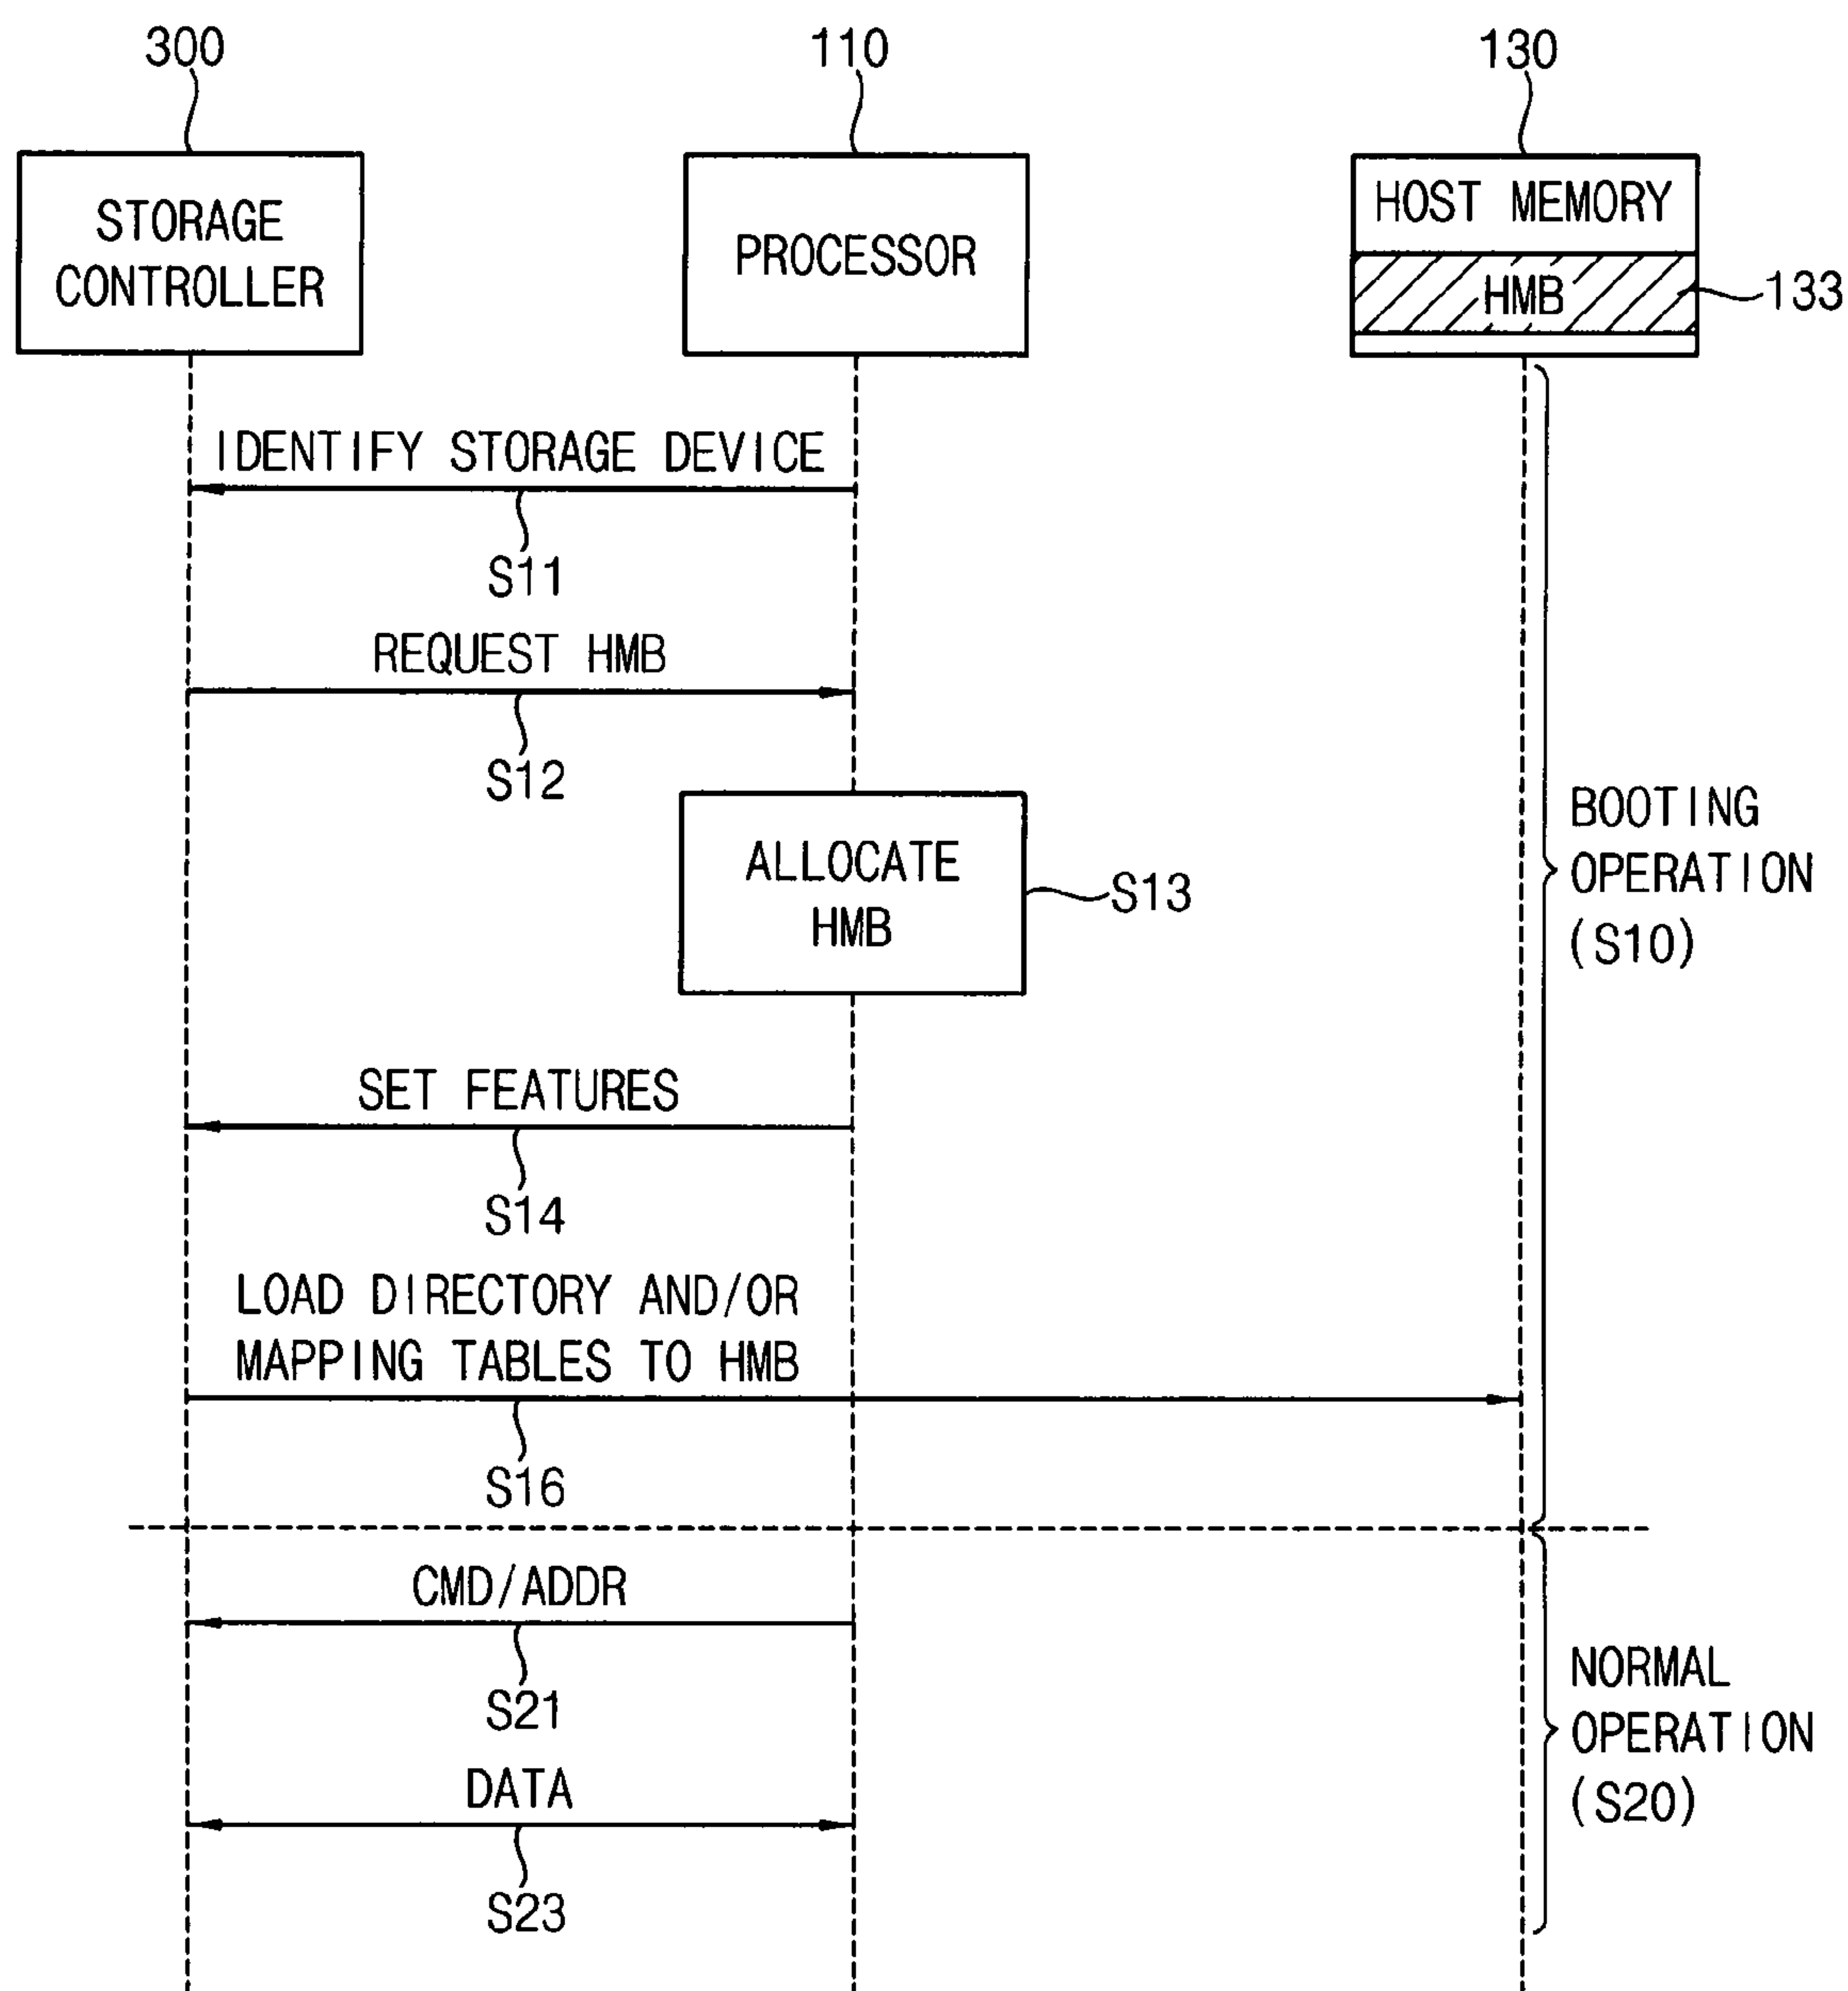 300
110
130
STORAGE
CONTROLLER
PROCESSOR
HOST MEMORY
HMB
133
IDENTIFY STORAGE DEVICE
S11
REQUEST HMB
S12
ALLOCATE
HMB
S13
BOOTING
OPERATION
(S10)
SET FEATURES
S14
LOAD DIRECTORY AND/OR
MAPPING TABLES TO HMB
S16
CMD/ADDR
S21
NORMAL
OPERATION
(S20)
DATA
S23